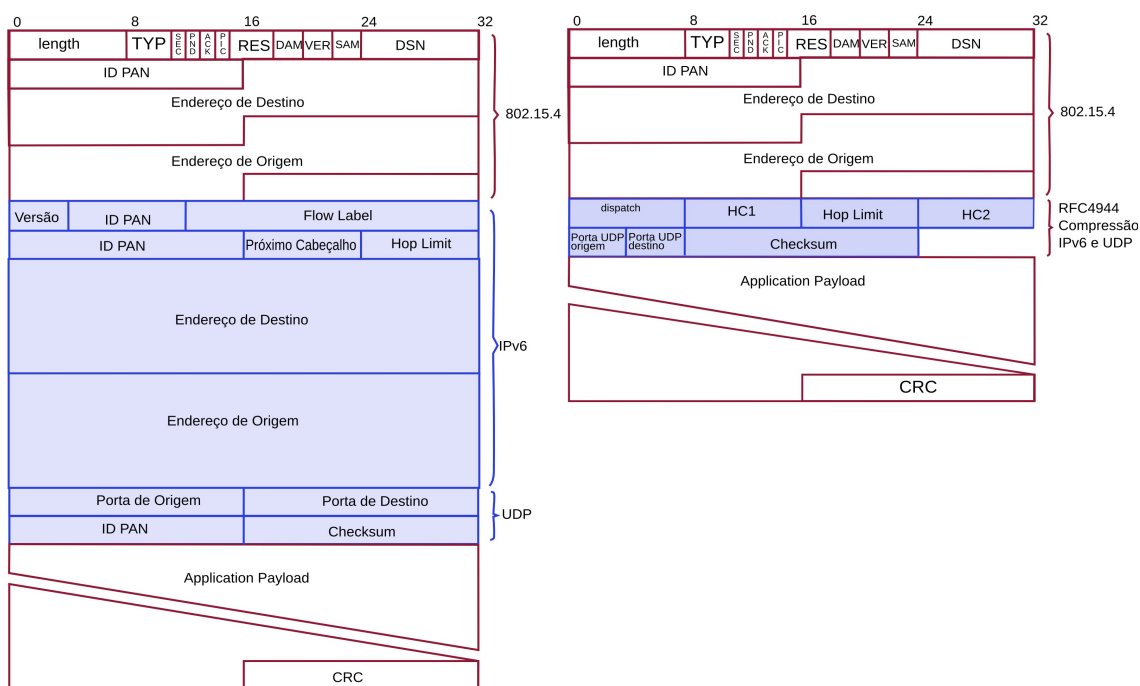 0 8 16 24 32
length TYP SEC PND ACK PIC RES DAM VER SAM DSN
ID PAN
Endereço de Destino
802.15.4
Endereço de Origem
Versão ID PAN Flow Label
ID PAN Próximo Cabeçalho Hop Limit
Endereço de Destino
IPv6
Endereço de Origem
Porta de Origem Porta de Destino
UDP
ID PAN Checksum
Application Payload
CRC
0 8 16 24 32
length TYP SEC PND ACK PIC RES DAM VER SAM DSN
ID PAN
Endereço de Destino
802.15.4
Endereço de Origem
dispatch HC1 Hop Limit HC2
RFC4944
Compressão
IPv6 e UDP
Porta UDP
origem
Porta UDP
destino
Checksum
Application Payload
CRC